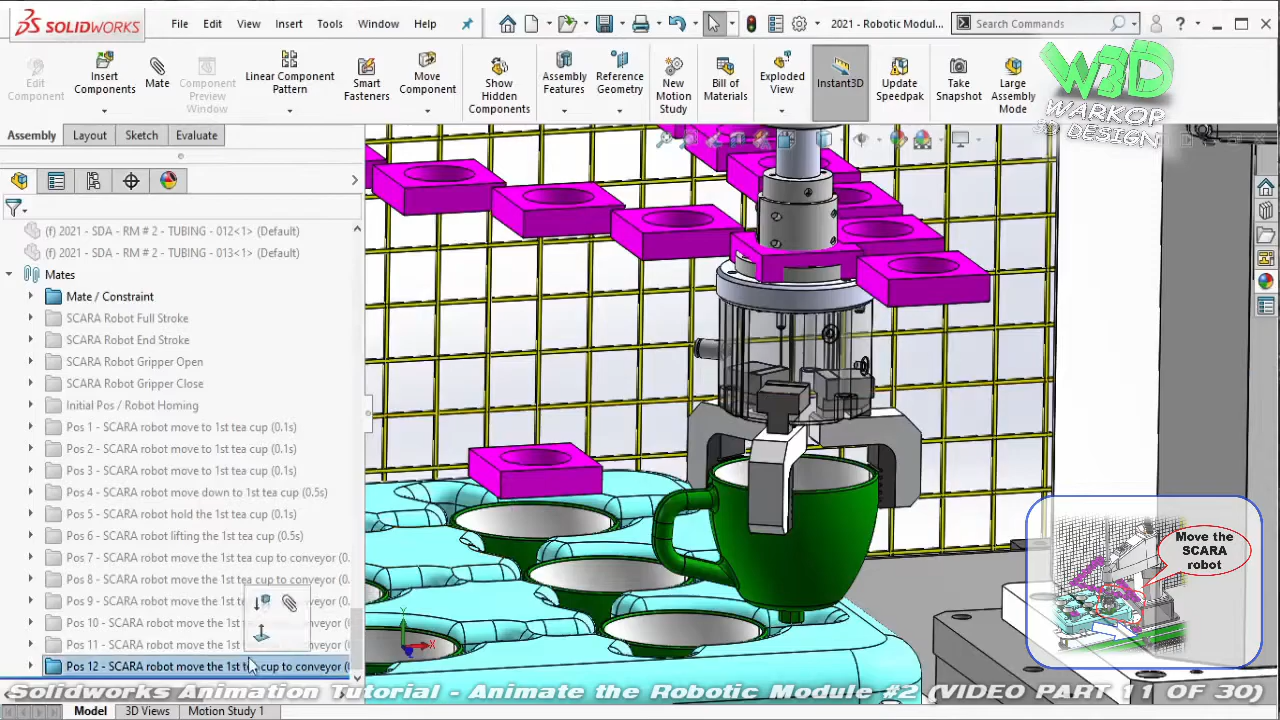 SOLIDWORKS File Edit View Insert Tools Window Help 2021 - Robotic Modul... Search Commands
Edit Component
Insert Components
Mate
Component Preview Window
Linear Component Pattern
Smart Fasteners
Move Component
Show Hidden Components
Assembly Features
Reference Geometry
New Motion Study
Bill of Materials
Exploded View
Instant3D
Update Speedpak
Take Snapshot
Large Assembly Mode
W3D
WARKOP
3D DESIGN
Assembly Layout Sketch Evaluate
(f) 2021 - SDA - RM # 2 - TUBING - 012<1> (Default)
(f) 2021 - SDA - RM # 2 - TUBING - 013<1> (Default)
Mates
Mate / Constraint
SCARA Robot Full Stroke
SCARA Robot End Stroke
SCARA Robot Gripper Open
SCARA Robot Gripper Close
Initial Pos / Robot Homing
Pos 1 - SCARA robot move to 1st tea cup (0.1s)
Pos 2 - SCARA robot move to 1st tea cup (0.1s)
Pos 3 - SCARA robot move to 1st tea cup (0.1s)
Pos 4 - SCARA robot move down to 1st tea cup (0.5s)
Pos 5 - SCARA robot hold the 1st tea cup (0.1s)
Pos 6 - SCARA robot lifting the 1st tea cup (0.5s)
Pos 7 - SCARA robot move the 1st tea cup to conveyor (0.
Pos 8 - SCARA robot move the 1st tea cup to conveyor (0.
Pos 9 - SCARA robot move the 1st te nveyor (0.
Pos 10 - SCARA robot move the 1st nveyor (0
Pos 11 - SCARA robot move the 1st nveyor (0
Pos 12 - SCARA robot move the 1st tea cup to conveyor (0
Y
X
Move the
SCARA
robot
Solidworks Animation Tutorial - Animate the Robotic Module #2 (VIDEO PART 11 OF 30)
Model 3D Views Motion Study 1